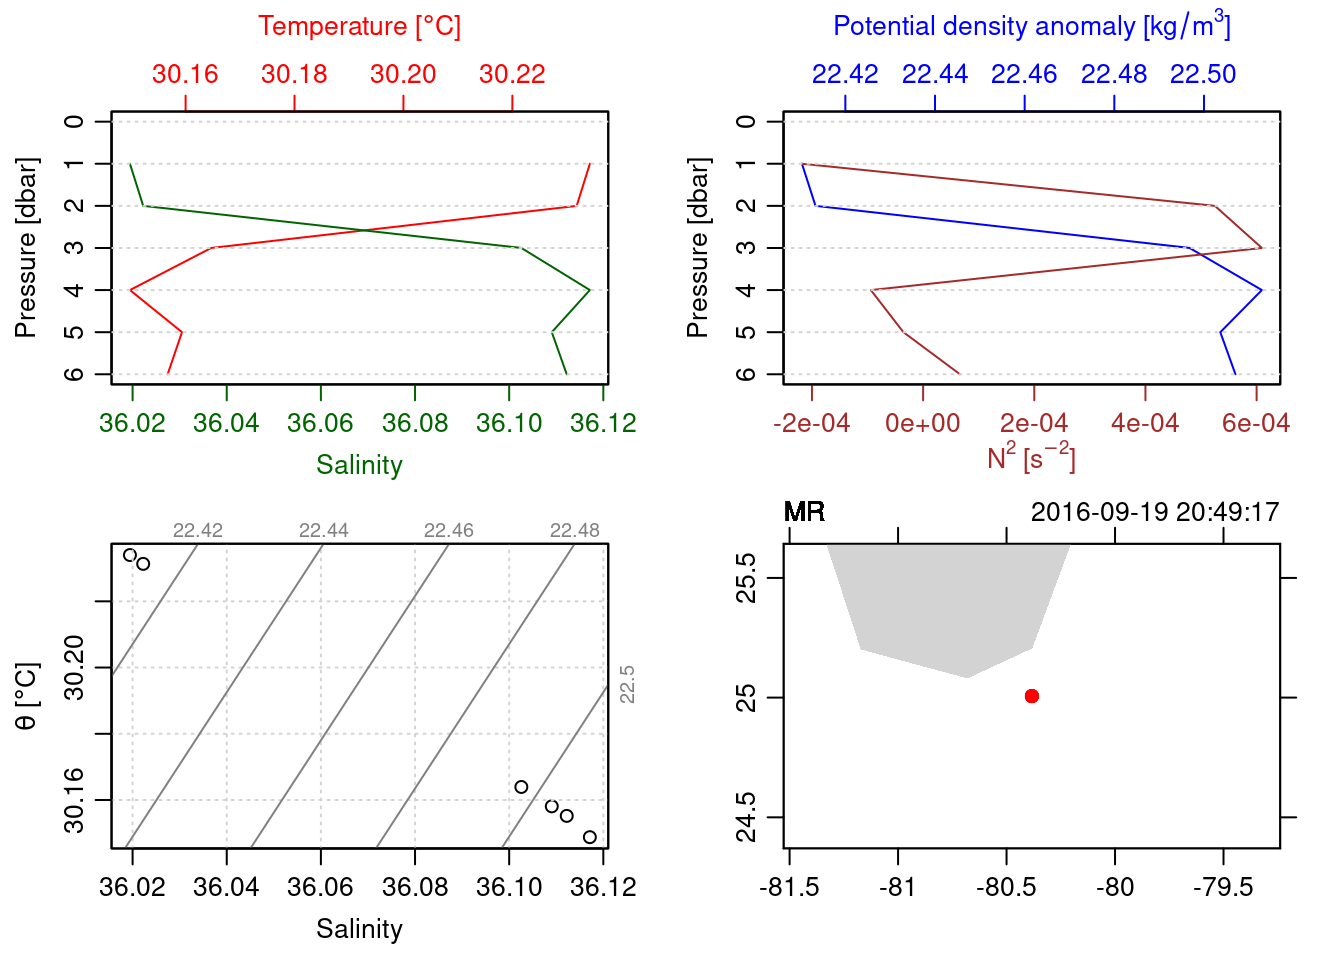 Temperature [°C]
30.16 30.18 30.20 30.22
Pressure [dbar]
0
1
2
3
4
5
6
36.02 36.04 36.06 36.08 36.10 36.12
Salinity
Potential density anomaly [kg/m³]
22.42 22.44 22.46 22.48 22.50
Pressure [dbar]
0
1
2
3
4
5
6
-2e-04 0e+00 2e-04 4e-04 6e-04
N² [s⁻²]
22.42 22.44 22.46 22.48
22.5
θ [°C]
30.20
30.16
36.02 36.04 36.06 36.08 36.10 36.12
Salinity
MR 2016-09-19 20:49:17
25.5
25
24.5
-81.5 -81 -80.5 -80 -79.5